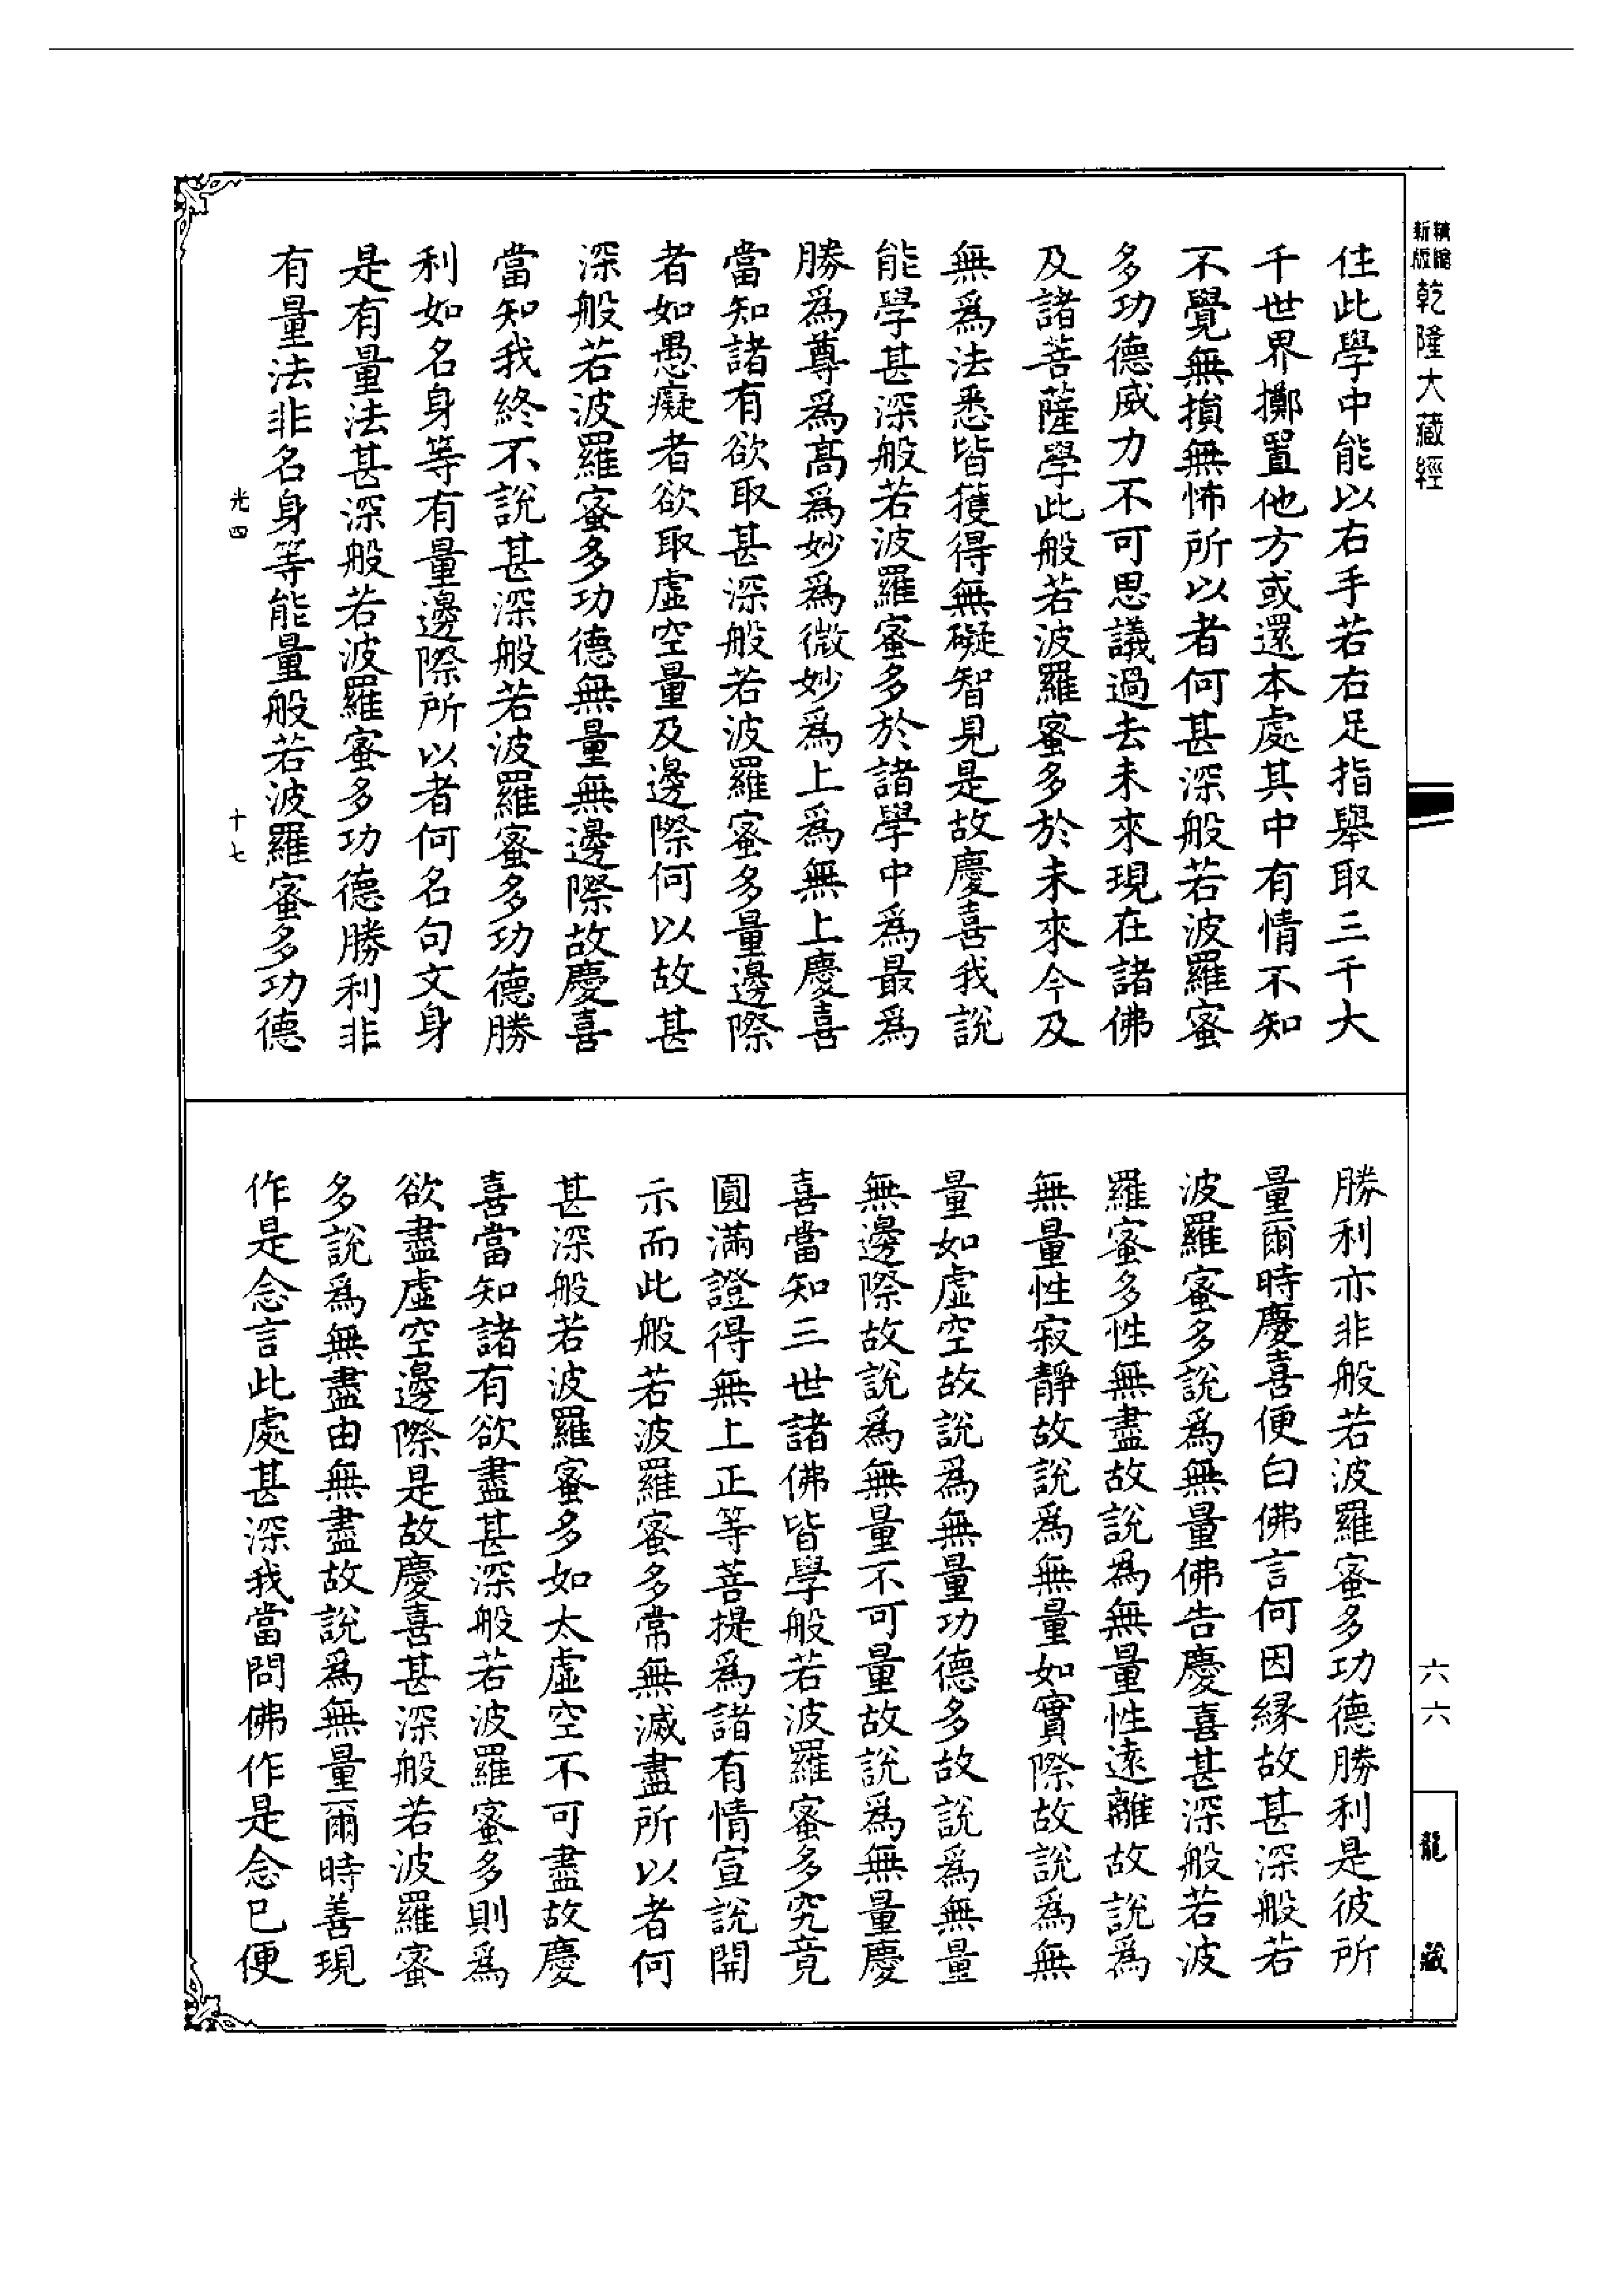 精縮新版乾隆大藏經
住此學中能以右手若右足指舉取三千大
千世界擲置他方或還本處其中有情不知
不覺無損無怖所以者何甚深般若波羅蜜
多功德威力不可思議過去未來現在諸佛
及諸菩薩學此般若波羅蜜多於未來今及
無爲法悉皆獲得無礙智見是故慶喜我說
能學甚深般若波羅蜜多於諸學中爲最爲
勝爲尊爲高爲妙爲微妙爲上爲無上慶喜
當知諸有欲取甚深般若波羅蜜多量邊際
者如愚癡者欲取虛空量及邊際何以故甚
深般若波羅蜜多功德無量無邊際故慶喜
當知我終不說甚深般若波羅蜜多功德勝
利如名身等有量邊際所以者何名句文身
是有量法甚深般若波羅蜜多功德勝利非
有量法非名身等能量般若波羅蜜多功德
光四 十七
勝利亦非般若波羅蜜多功德勝利是彼所
量爾時慶喜便白佛言何因緣故甚深般若
波羅蜜多說爲無量佛告慶喜甚深般若波
羅蜜多性無盡故說爲無量性遠離故說爲
無量性寂靜故說爲無量如實際故說爲無
量如虛空故說爲無量功德多故說爲無量
無邊際故說爲無量不可量故說爲無量慶
喜當知三世諸佛皆學般若波羅蜜多究竟
圓滿證得無上正等菩提爲諸有情宣說開
示而此般若波羅蜜多常無滅盡所以者何
甚深般若波羅蜜多如太虛空不可盡故慶
喜當知諸有欲盡甚深般若波羅蜜多則爲
欲盡虛空邊際是故慶喜甚深般若波羅蜜
多說爲無盡由無盡故說爲無量爾時善現
作是念言此處甚深我當問佛作是念已便
六六
龍藏